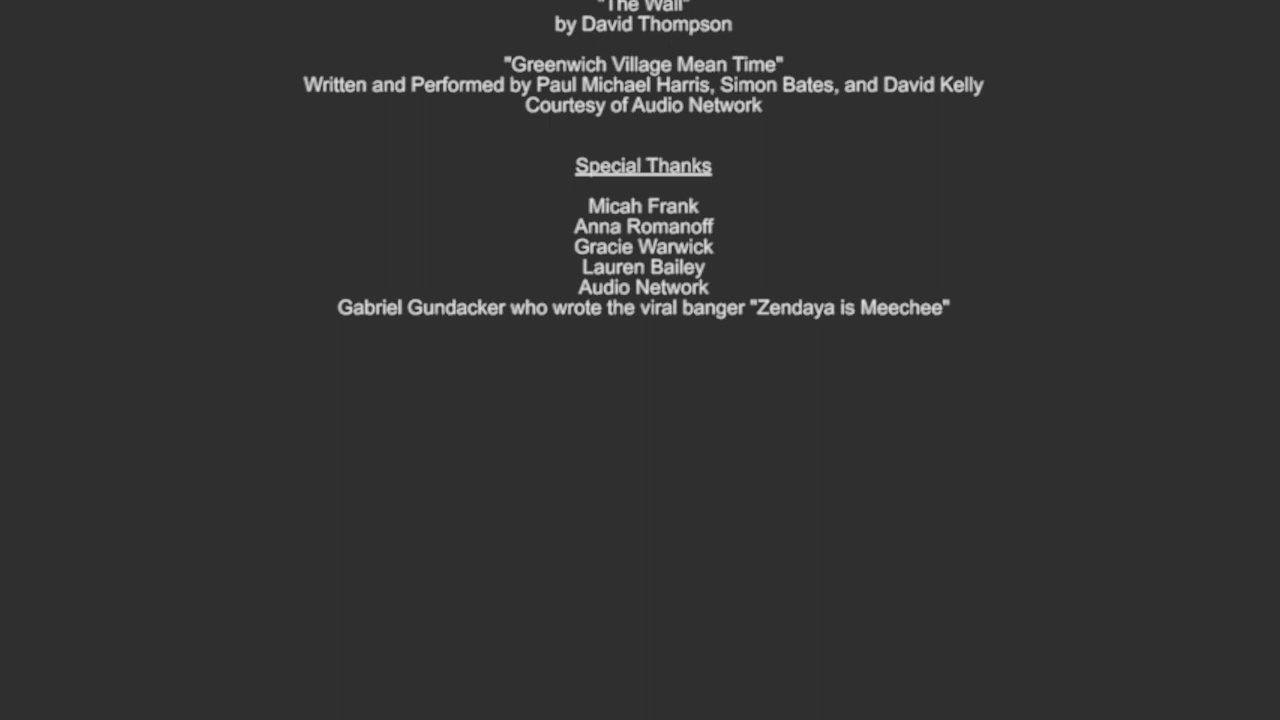 "The Wall"
by David Thompson
"Greenwich Village Mean Time"
Written and Performed by Paul Michael Harris, Simon Bates, and David Kelly
Courtesy of Audio Network
Special Thanks
Micah Frank
Anna Romanoff
Gracie Warwick
Lauren Bailey
Audio Network
Gabriel Gundacker who wrote the viral banger "Zendaya is Meechee"